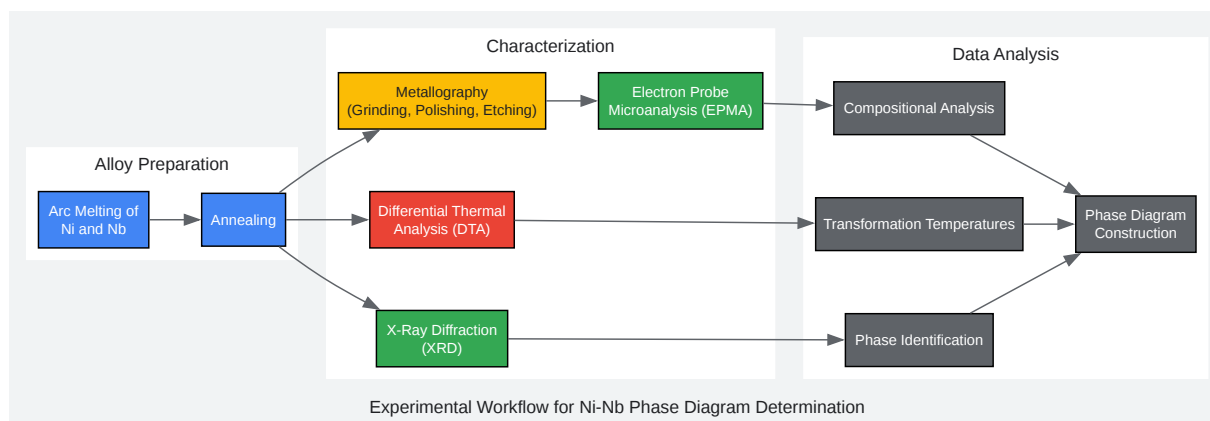 Alloy Preparation
Arc Melting of
Ni and Nb
Annealing
Characterization
Metallography
(Grinding, Polishing, Etching)
Electron Probe
Microanalysis (EPMA)
Differential Thermal
Analysis (DTA)
X-Ray Diffraction
(XRD)
Data Analysis
Compositional Analysis
Transformation Temperatures
Phase Identification
Phase Diagram
Construction
Experimental Workflow for Ni-Nb Phase Diagram Determination